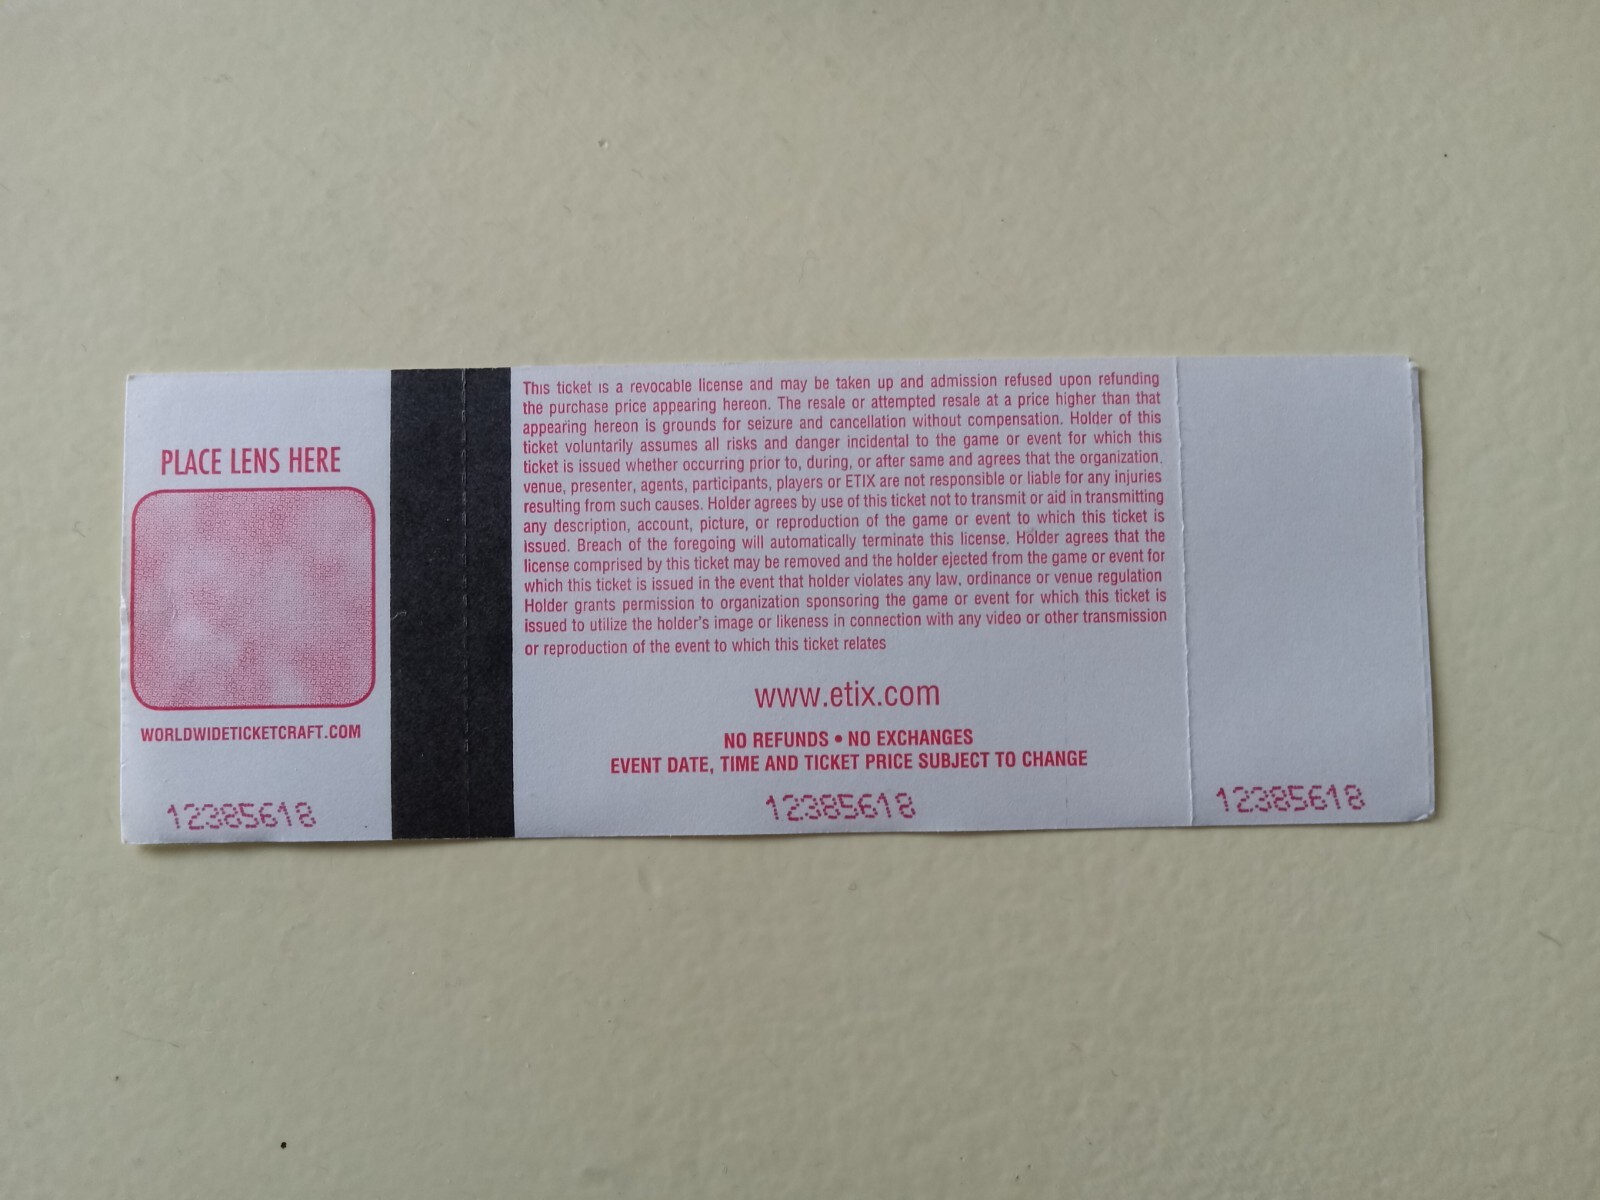 PLACE LENS HERE
WORLDWIDETICKETCRAFT.COM
12385618
This ticket is a revocable license and may be taken up and admission refused upon refunding
the purchase price appearing hereon. The resale or attempted resale at a price higher than that
appearing hereon is grounds for seizure and cancellation without compensation. Holder of this
ticket voluntarily assumes all risks and danger incidental to the game or event for which this
ticket is issued whether occurring prior to, during, or after same and agrees that the organization,
venue, presenter, agents, participants, players or ETIX are not responsible or liable for any injuries
resulting from such causes. Holder agrees by use of this ticket not to transmit or aid in transmitting
any description, account, picture, or reproduction of the game or event to which this ticket is
issued. Breach of the foregoing will automatically terminate this license. Holder agrees that the
license comprised by this ticket may be removed and the holder ejected from the game or event for
which this ticket is issued in the event that holder violates any law, ordinance or venue regulation
Holder grants permission to organization sponsoring the game or event for which this ticket is
issued to utilize the holder's image or likeness in connection with any video or other transmission
or reproduction of the event to which this ticket relates
www.etix.com
NO REFUNDS • NO EXCHANGES
EVENT DATE, TIME AND TICKET PRICE SUBJECT TO CHANGE
12385618
12385618